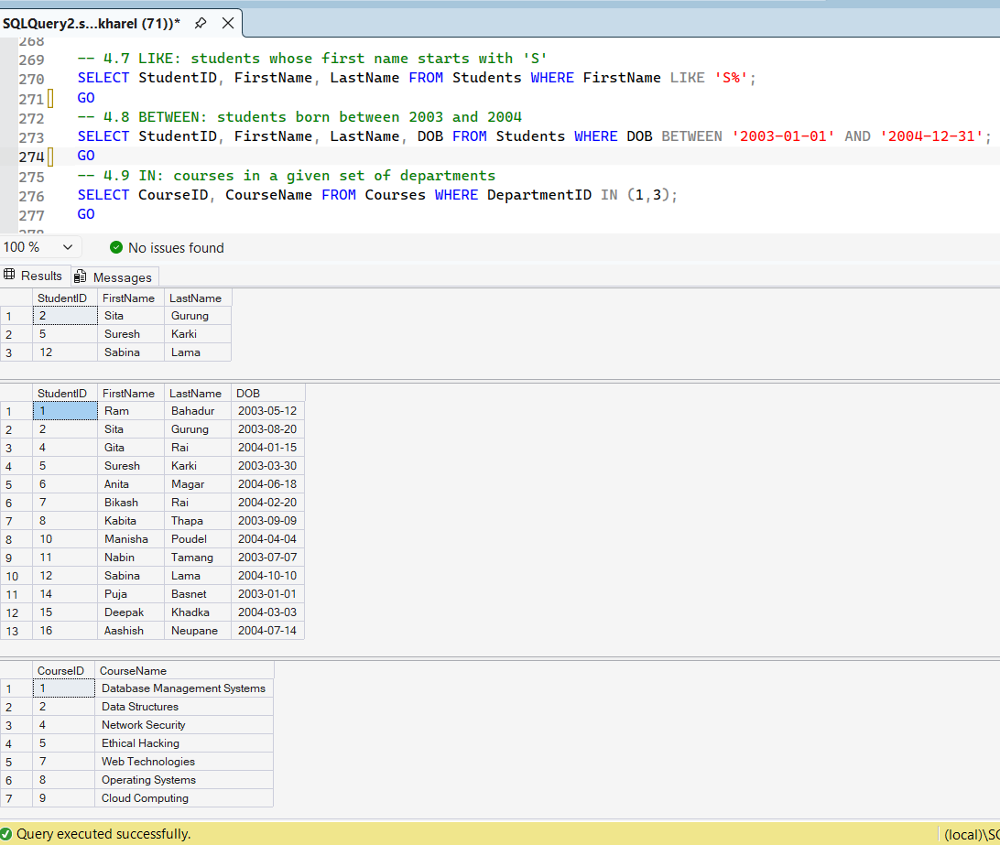 SQLQuery2.s...kharel (71))*
268
269 -- 4.7 LIKE: students whose first name starts with 'S'
270 SELECT StudentID, FirstName, LastName FROM Students WHERE FirstName LIKE 'S%';
271 GO
272 -- 4.8 BETWEEN: students born between 2003 and 2004
273 SELECT StudentID, FirstName, LastName, DOB FROM Students WHERE DOB BETWEEN '2003-01-01' AND '2004-12-31';
274 GO
275 -- 4.9 IN: courses in a given set of departments
276 SELECT CourseID, CourseName FROM Courses WHERE DepartmentID IN (1,3);
277 GO
278
100 % No issues found
Results Messages
StudentID FirstName LastName
1 2 Sita Gurung
2 5 Suresh Karki
3 12 Sabina Lama
StudentID FirstName LastName DOB
1 1 Ram Bahadur 2003-05-12
2 2 Sita Gurung 2003-08-20
3 4 Gita Rai 2004-01-15
4 5 Suresh Karki 2003-03-30
5 6 Anita Magar 2004-06-18
6 7 Bikash Rai 2004-02-20
7 8 Kabita Thapa 2003-09-09
8 10 Manisha Poudel 2004-04-04
9 11 Nabin Tamang 2003-07-07
10 12 Sabina Lama 2004-10-10
11 14 Puja Basnet 2003-01-01
12 15 Deepak Khadka 2004-03-03
13 16 Aashish Neupane 2004-07-14
CourseID CourseName
1 1 Database Management Systems
2 2 Data Structures
3 4 Network Security
4 5 Ethical Hacking
5 7 Web Technologies
6 8 Operating Systems
7 9 Cloud Computing
Query executed successfully. (local)\SQ